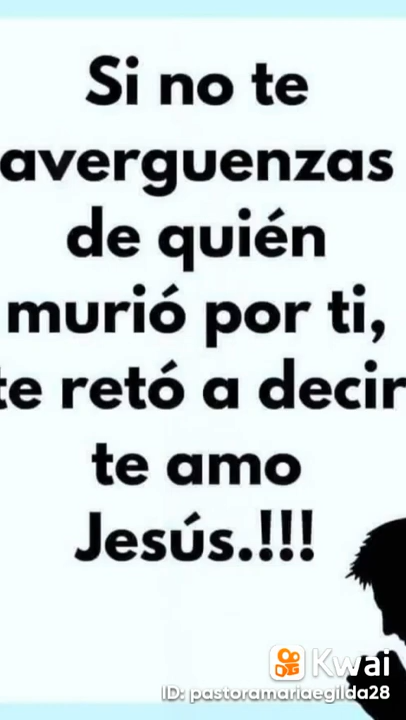 Si no te
averguenzas
de quién
murió por ti,
te retó a decir
te amo
Jesús.!!!
Kwai
ID: pastoramariaegilda28